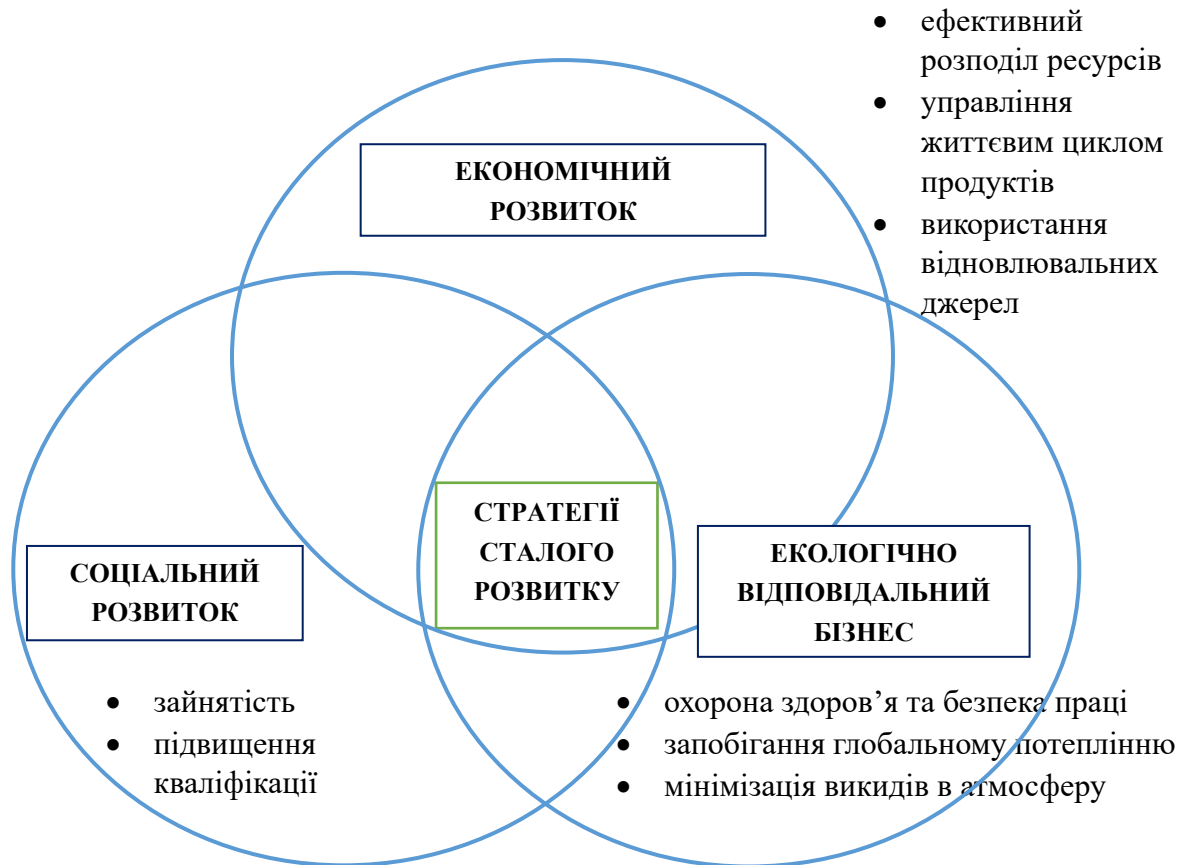 • ефективний
розподіл ресурсів
• управління
життєвим циклом
продуктів
• використання
відновлювальних
джерел
ЕКОНОМІЧНИЙ
РОЗВИТОК
СТРАТЕГІЇ
СТАЛОГО
РОЗВИТКУ
СОЦІАЛЬНИЙ
РОЗВИТОК
ЕКОЛОГІЧНО
ВІДПОВІДАЛЬНИЙ
БІЗНЕС
• зайнятість
• підвищення
кваліфікації
• охорона здоров’я та безпека праці
• запобігання глобальному потеплінню
• мінімізація викидів в атмосферу